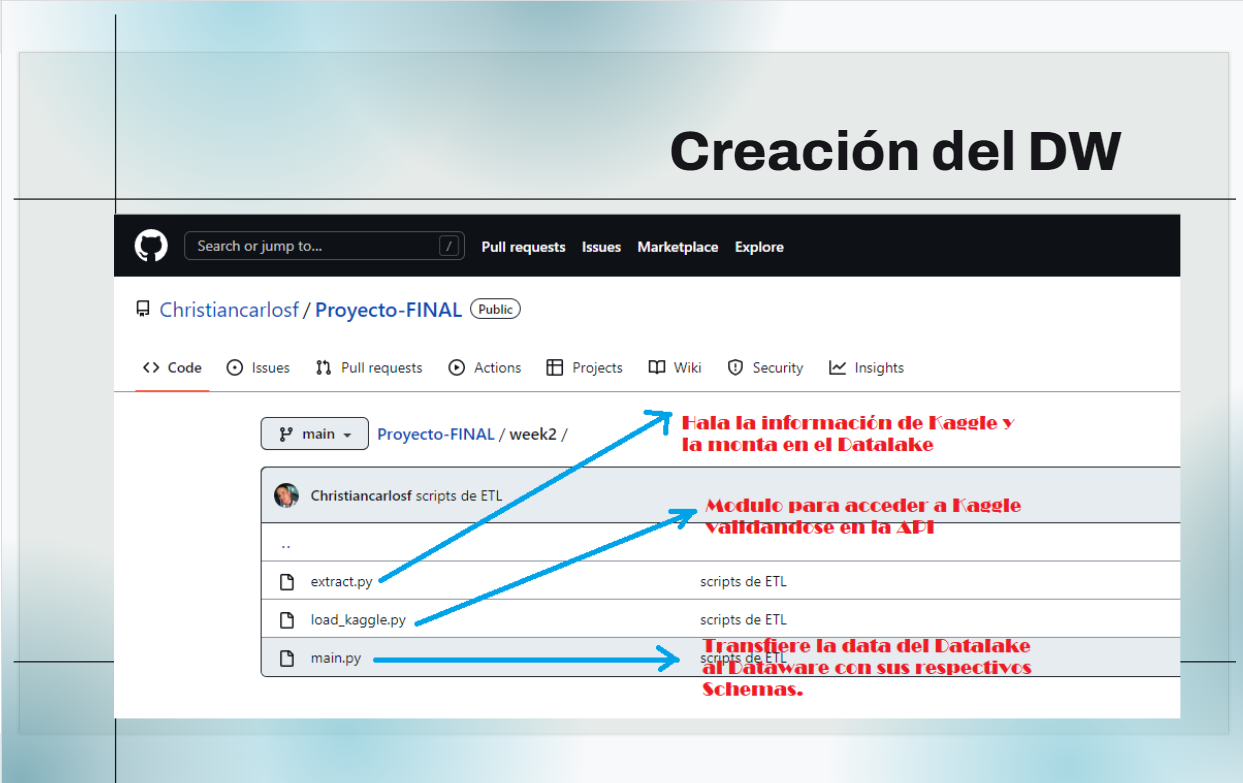 Creación del DW
Search or jump to... /
Pull requests Issues Marketplace Explore
Christiancarlosf / Proyecto-FINAL Public
Code Issues Pull requests Actions Projects Wiki Security Insights
main Proyecto-FINAL / week2 /
Hala la información de Kaggle y
la monta en el Datalake
Christiancarlosf scripts de ETL
Modulo para acceder a Kaggle
validandose en la API
..
extract.py scripts de ETL
load_kaggle.py scripts de ETL
main.py scripts de ETL
Transfiere la data del Datalake
al Dataware con sus respectivos
Schemas.